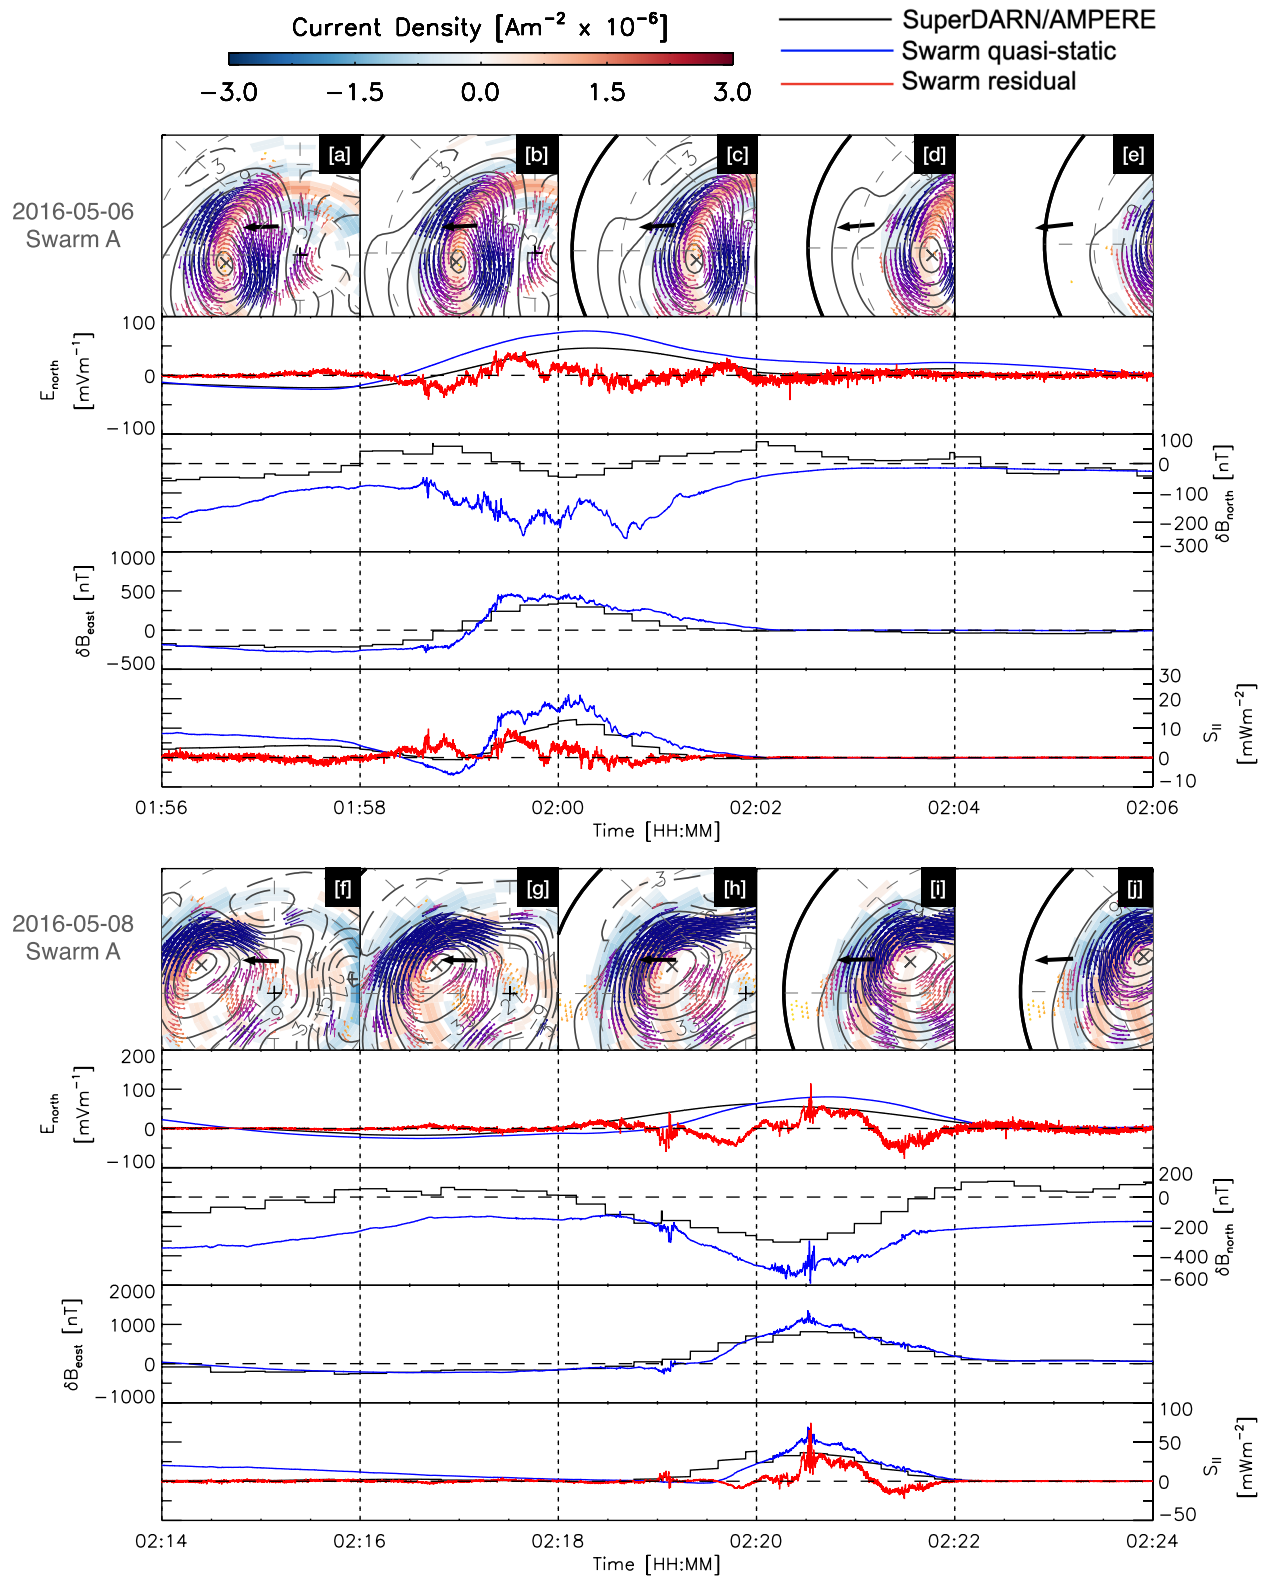 Current Density [Am⁻² x 10⁻⁶]
−3.0 −1.5 0.0 1.5 3.0
SuperDARN/AMPERE
Swarm quasi-static
Swarm residual
2016-05-06
Swarm A
[a] [b] [c] [d] [e]
100
0
−100
E_north
[mVm⁻¹]
100
0
−100
−200
−300
δB_north [nT]
1000
500
0
−500
δB_east [nT]
30
20
10
0
−10
S_II
[mWm⁻²]
01:56 01:58 02:00 02:02 02:04 02:06
Time [HH:MM]
2016-05-08
Swarm A
[f] [g] [h] [i] [j]
200
100
0
−100
E_north
[mVm⁻¹]
200
0
−200
−400
−600
δB_north [nT]
2000
1000
0
−1000
δB_east [nT]
100
50
0
−50
S_II
[mWm⁻²]
02:14 02:16 02:18 02:20 02:22 02:24
Time [HH:MM]